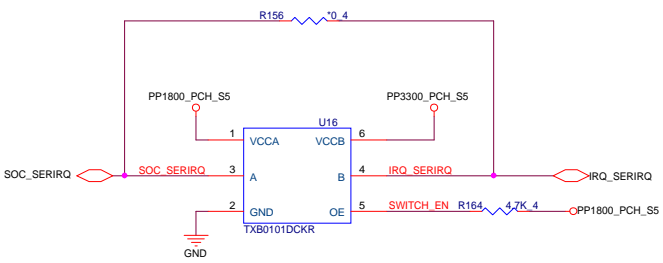 R156 *0_4
PP1800_PCH_S5 PP3300_PCH_S5
U16
1 VCCA VCCB 6
SOC_SERIRQ SOC_SERIRQ 3 A B 4 IRQ_SERIRQ IRQ_SERIRQ
2 GND OE 5 SWITCH_EN R164 4.7K_4 PP1800_PCH_S5
TXB0101DCKR
GND